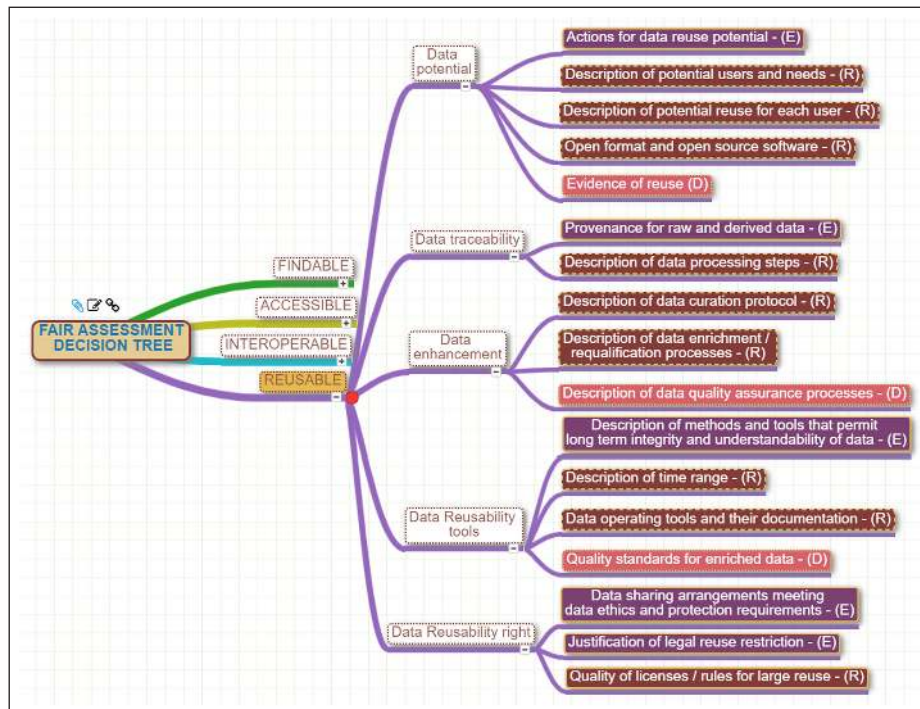 FAIR ASSESSMENT
DECISION TREE
FINDABLE
ACCESSIBLE
INTEROPERABLE
REUSABLE
Data
potential
Actions for data reuse potential - (E)
Description of potential users and needs - (R)
Description of potential reuse for each user - (R)
Open format and open source software - (R)
Evidence of reuse (D)
Data traceability
Provenance for raw and derived data - (E)
Description of data processing steps - (R)
Data
enhancement
Description of data curation protocol - (R)
Description of data enrichment /
requalification processes - (R)
Description of data quality assurance processes - (D)
Data Reusability
tools
Description of methods and tools that permit
long term integrity and understandability of data - (E)
Description of time range - (R)
Data operating tools and their documentation - (R)
Quality standards for enriched data - (D)
Data Reusability right
Data sharing arrangements meeting
data ethics and protection requirements - (E)
Justification of legal reuse restriction - (E)
Quality of licenses / rules for large reuse - (R)